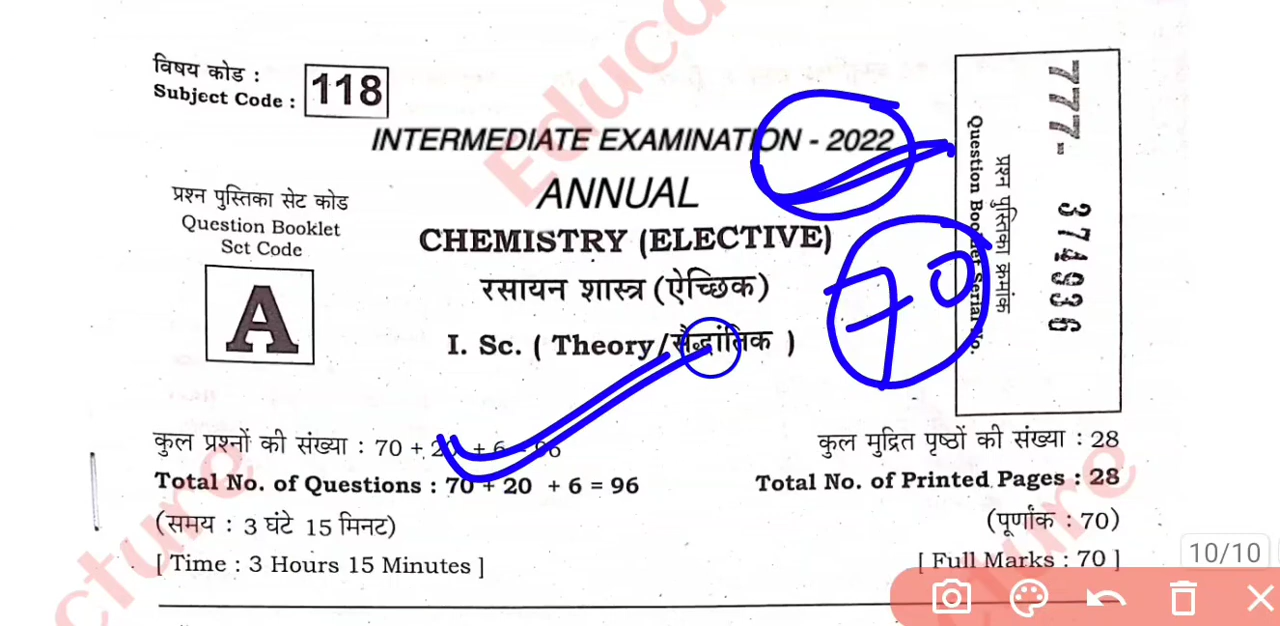 विषय कोड :
Subject Code :
118
INTERMEDIATE EXAMINATION - 2022
ANNUAL
CHEMISTRY (ELECTIVE)
रसायन शास्त्र (ऐच्छिक)
I. Sc. ( Theory/सैद्धांतिक )
प्रश्न पुस्तिका सेट कोड
Question Booklet
Set Code
A
777-
374936
प्रश्न पुस्तिका क्रमांक
Question Booklet Serial No.
70
कुल प्रश्नों की संख्या : 70 + 20 + 6 = 96
Total No. of Questions : 70 + 20 + 6 = 96
(समय : 3 घंटे 15 मिनट)
[ Time : 3 Hours 15 Minutes ]
कुल मुद्रित पृष्ठों की संख्या : 28
Total No. of Printed Pages : 28
(पूर्णांक : 70)
[ Full Marks : 70 ]
10/10
Educa
cture
cture